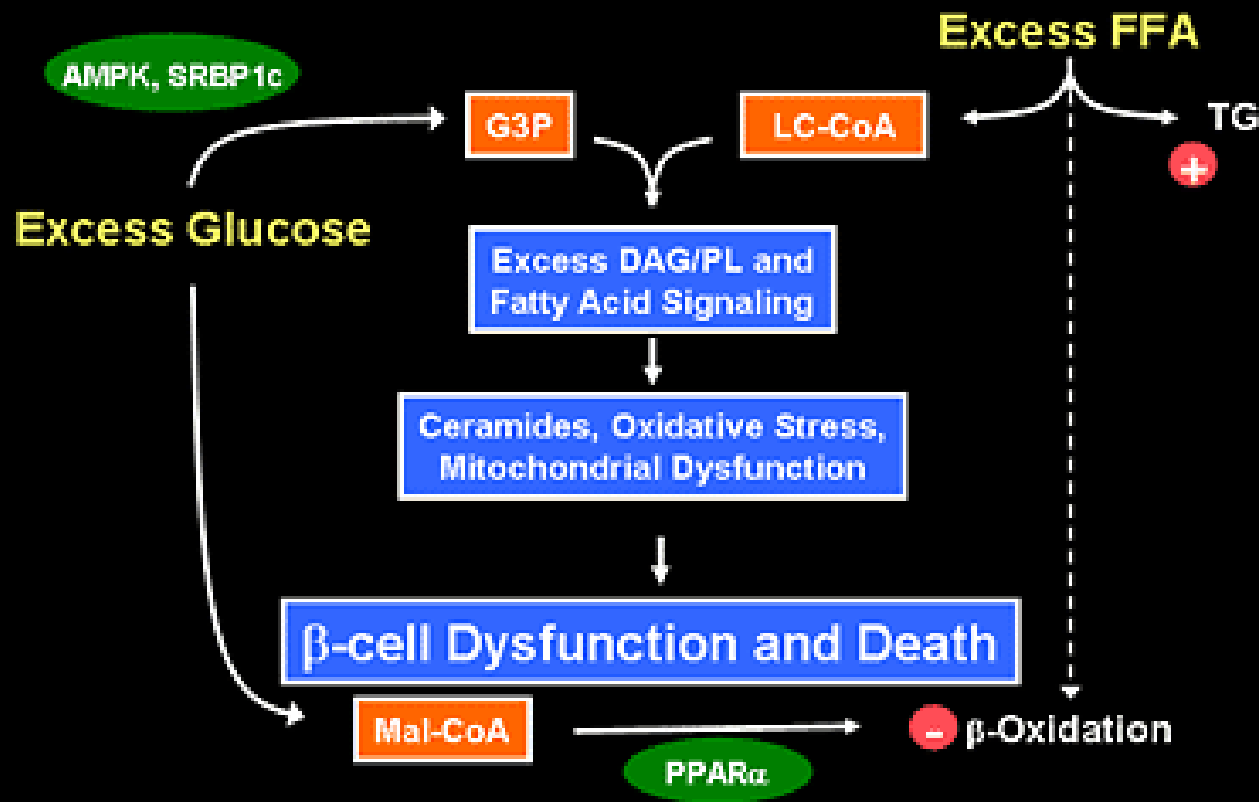 Excess FFA
AMPK, SRBP1c
G3P
LC-CoA
TG
+
Excess Glucose
Excess DAG/PL and
Fatty Acid Signaling
Ceramides, Oxidative Stress,
Mitochondrial Dysfunction
β-cell Dysfunction and Death
Mal-CoA
- β-Oxidation
PPARα